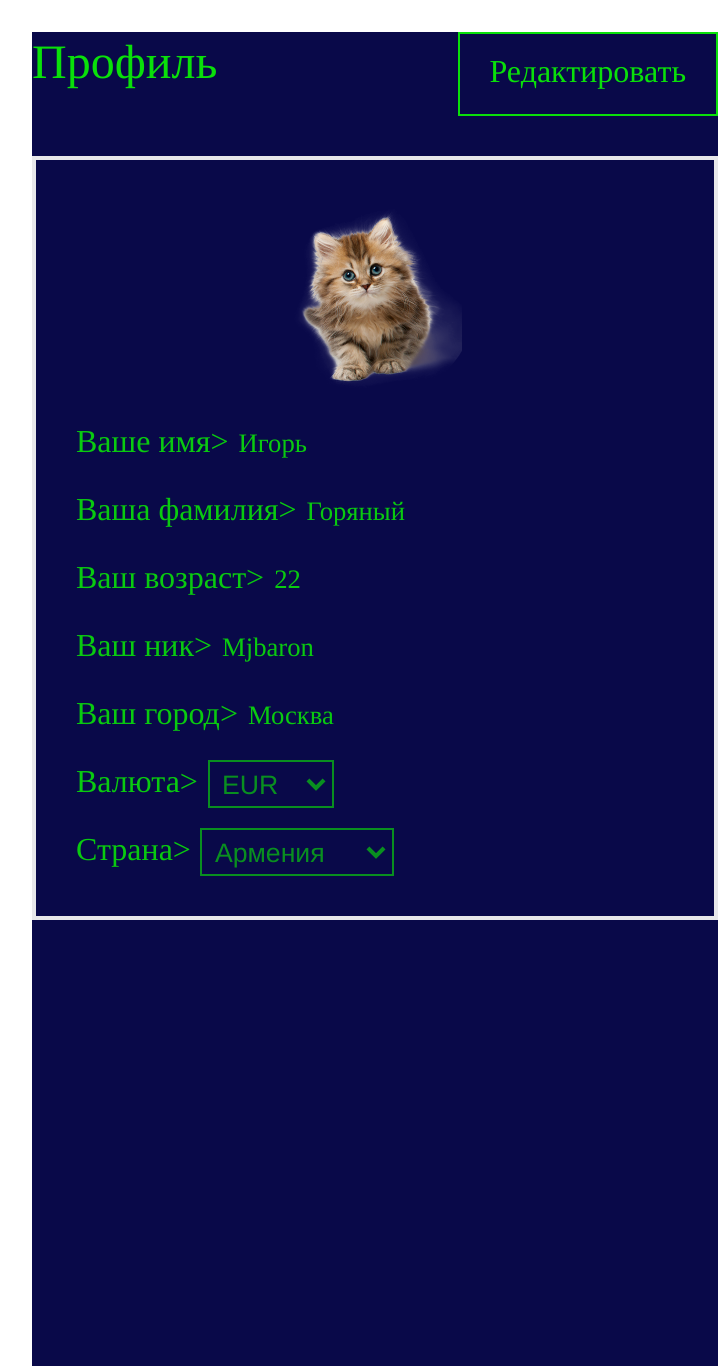 Профиль
Редактировать
Ваше имя> Игорь
Ваша фамилия> Горяный
Ваш возраст> 22
Ваш ник> Mjbaron
Ваш город> Москва
Валюта> EUR
Страна> Армения